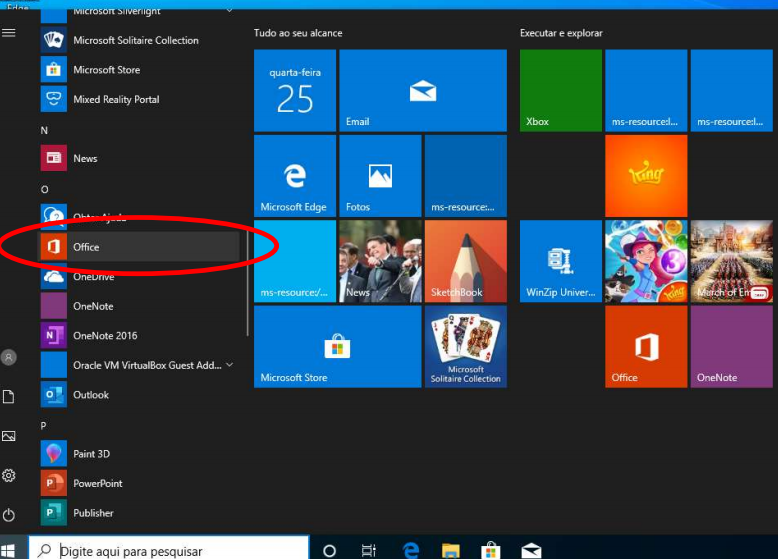 Edge
Microsoft Silverlight
Microsoft Solitaire Collection
Microsoft Store
Mixed Reality Portal
N
News
O
Obter Ajuda
Office
OneDrive
OneNote
OneNote 2016
Oracle VM VirtualBox Guest Add...
Outlook
P
Paint 3D
PowerPoint
Publisher
Tudo ao seu alcance
quarta-feira
25
Email
Microsoft Edge
Fotos
ms-resource:...
ms-resource:/...
News
SketchBook
Microsoft Store
Microsoft
Solitaire Collection
Executar e explorar
Xbox
ms-resource:l...
ms-resource:l...
King
WinZip Univer...
3
King
March of Em
Office
OneNote
Digite aqui para pesquisar